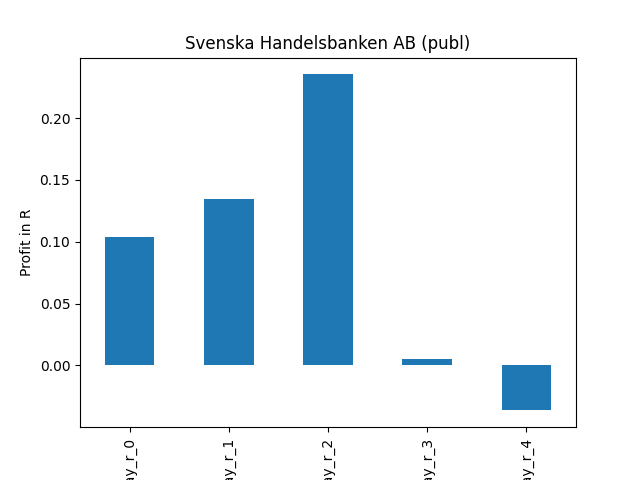 Svenska Handelsbanken AB (publ)
Profit in R
0.20
0.15
0.10
0.05
0.00
ay_r_0
ay_r_1
ay_r_2
ay_r_3
ay_r_4